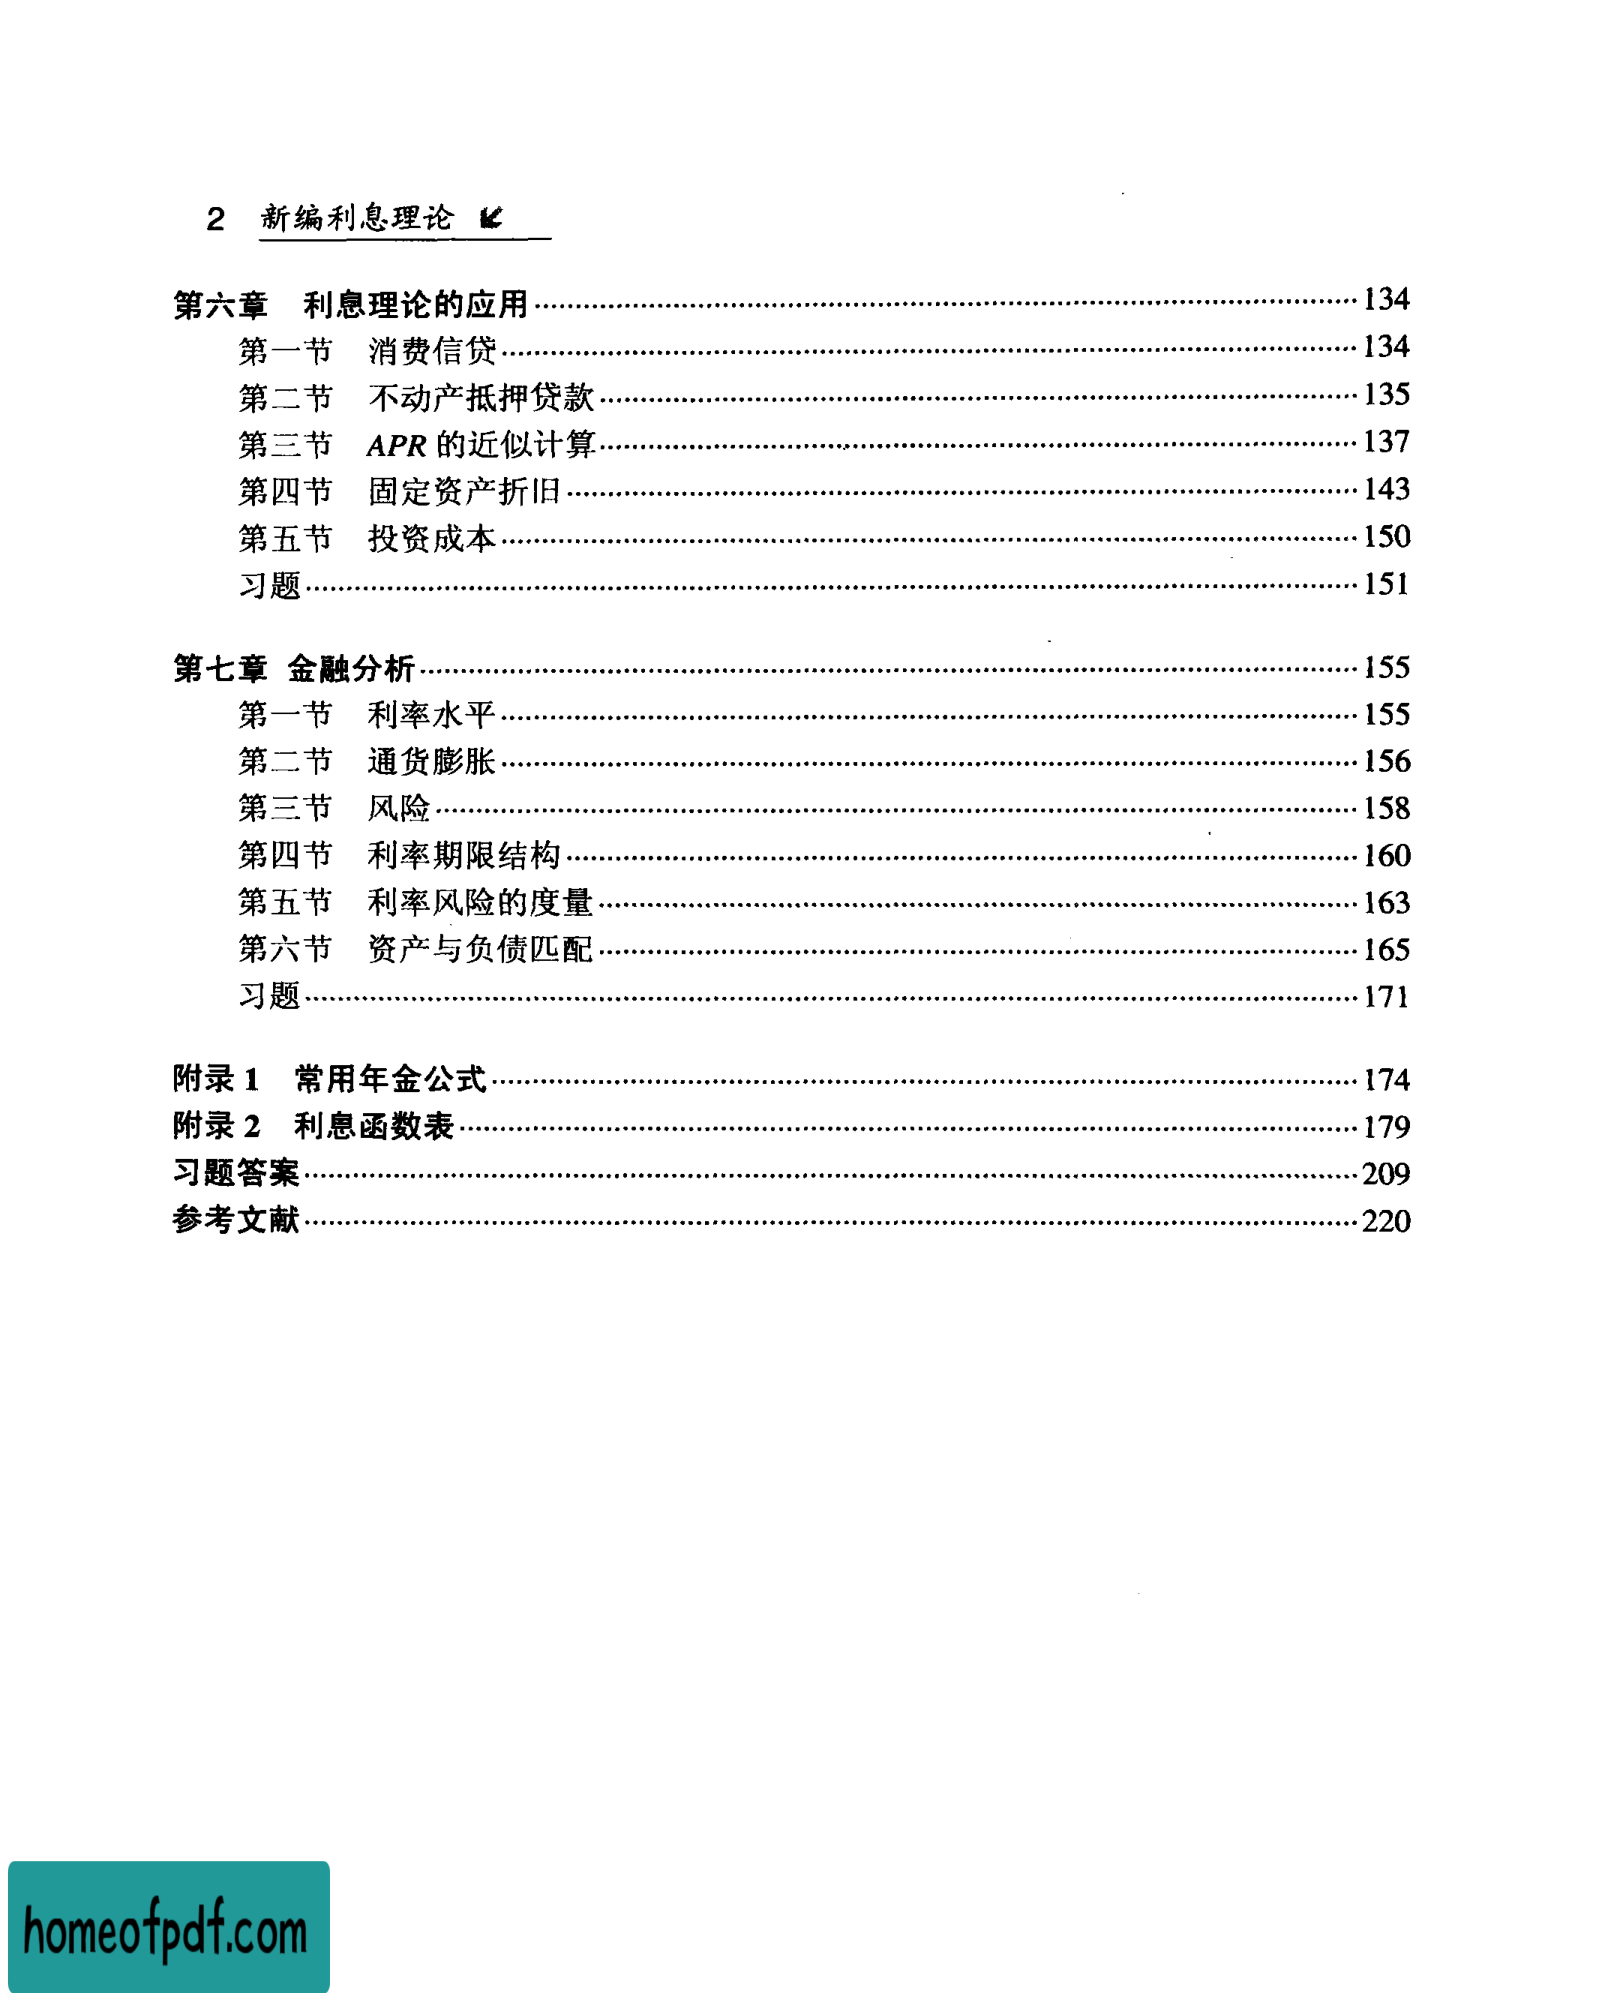 2 新编利息理论
第六章 利息理论的应用 134
第一节 消费信贷 134
第二节 不动产抵押贷款 135
第三节 APR 的近似计算 137
第四节 固定资产折旧 143
第五节 投资成本 150
习题 151
第七章 金融分析 155
第一节 利率水平 155
第二节 通货膨胀 156
第三节 风险 158
第四节 利率期限结构 160
第五节 利率风险的度量 163
第六节 资产与负债匹配 165
习题 171
附录 1 常用年金公式 174
附录 2 利息函数表 179
习题答案 209
参考文献 220
homeofpdf.com